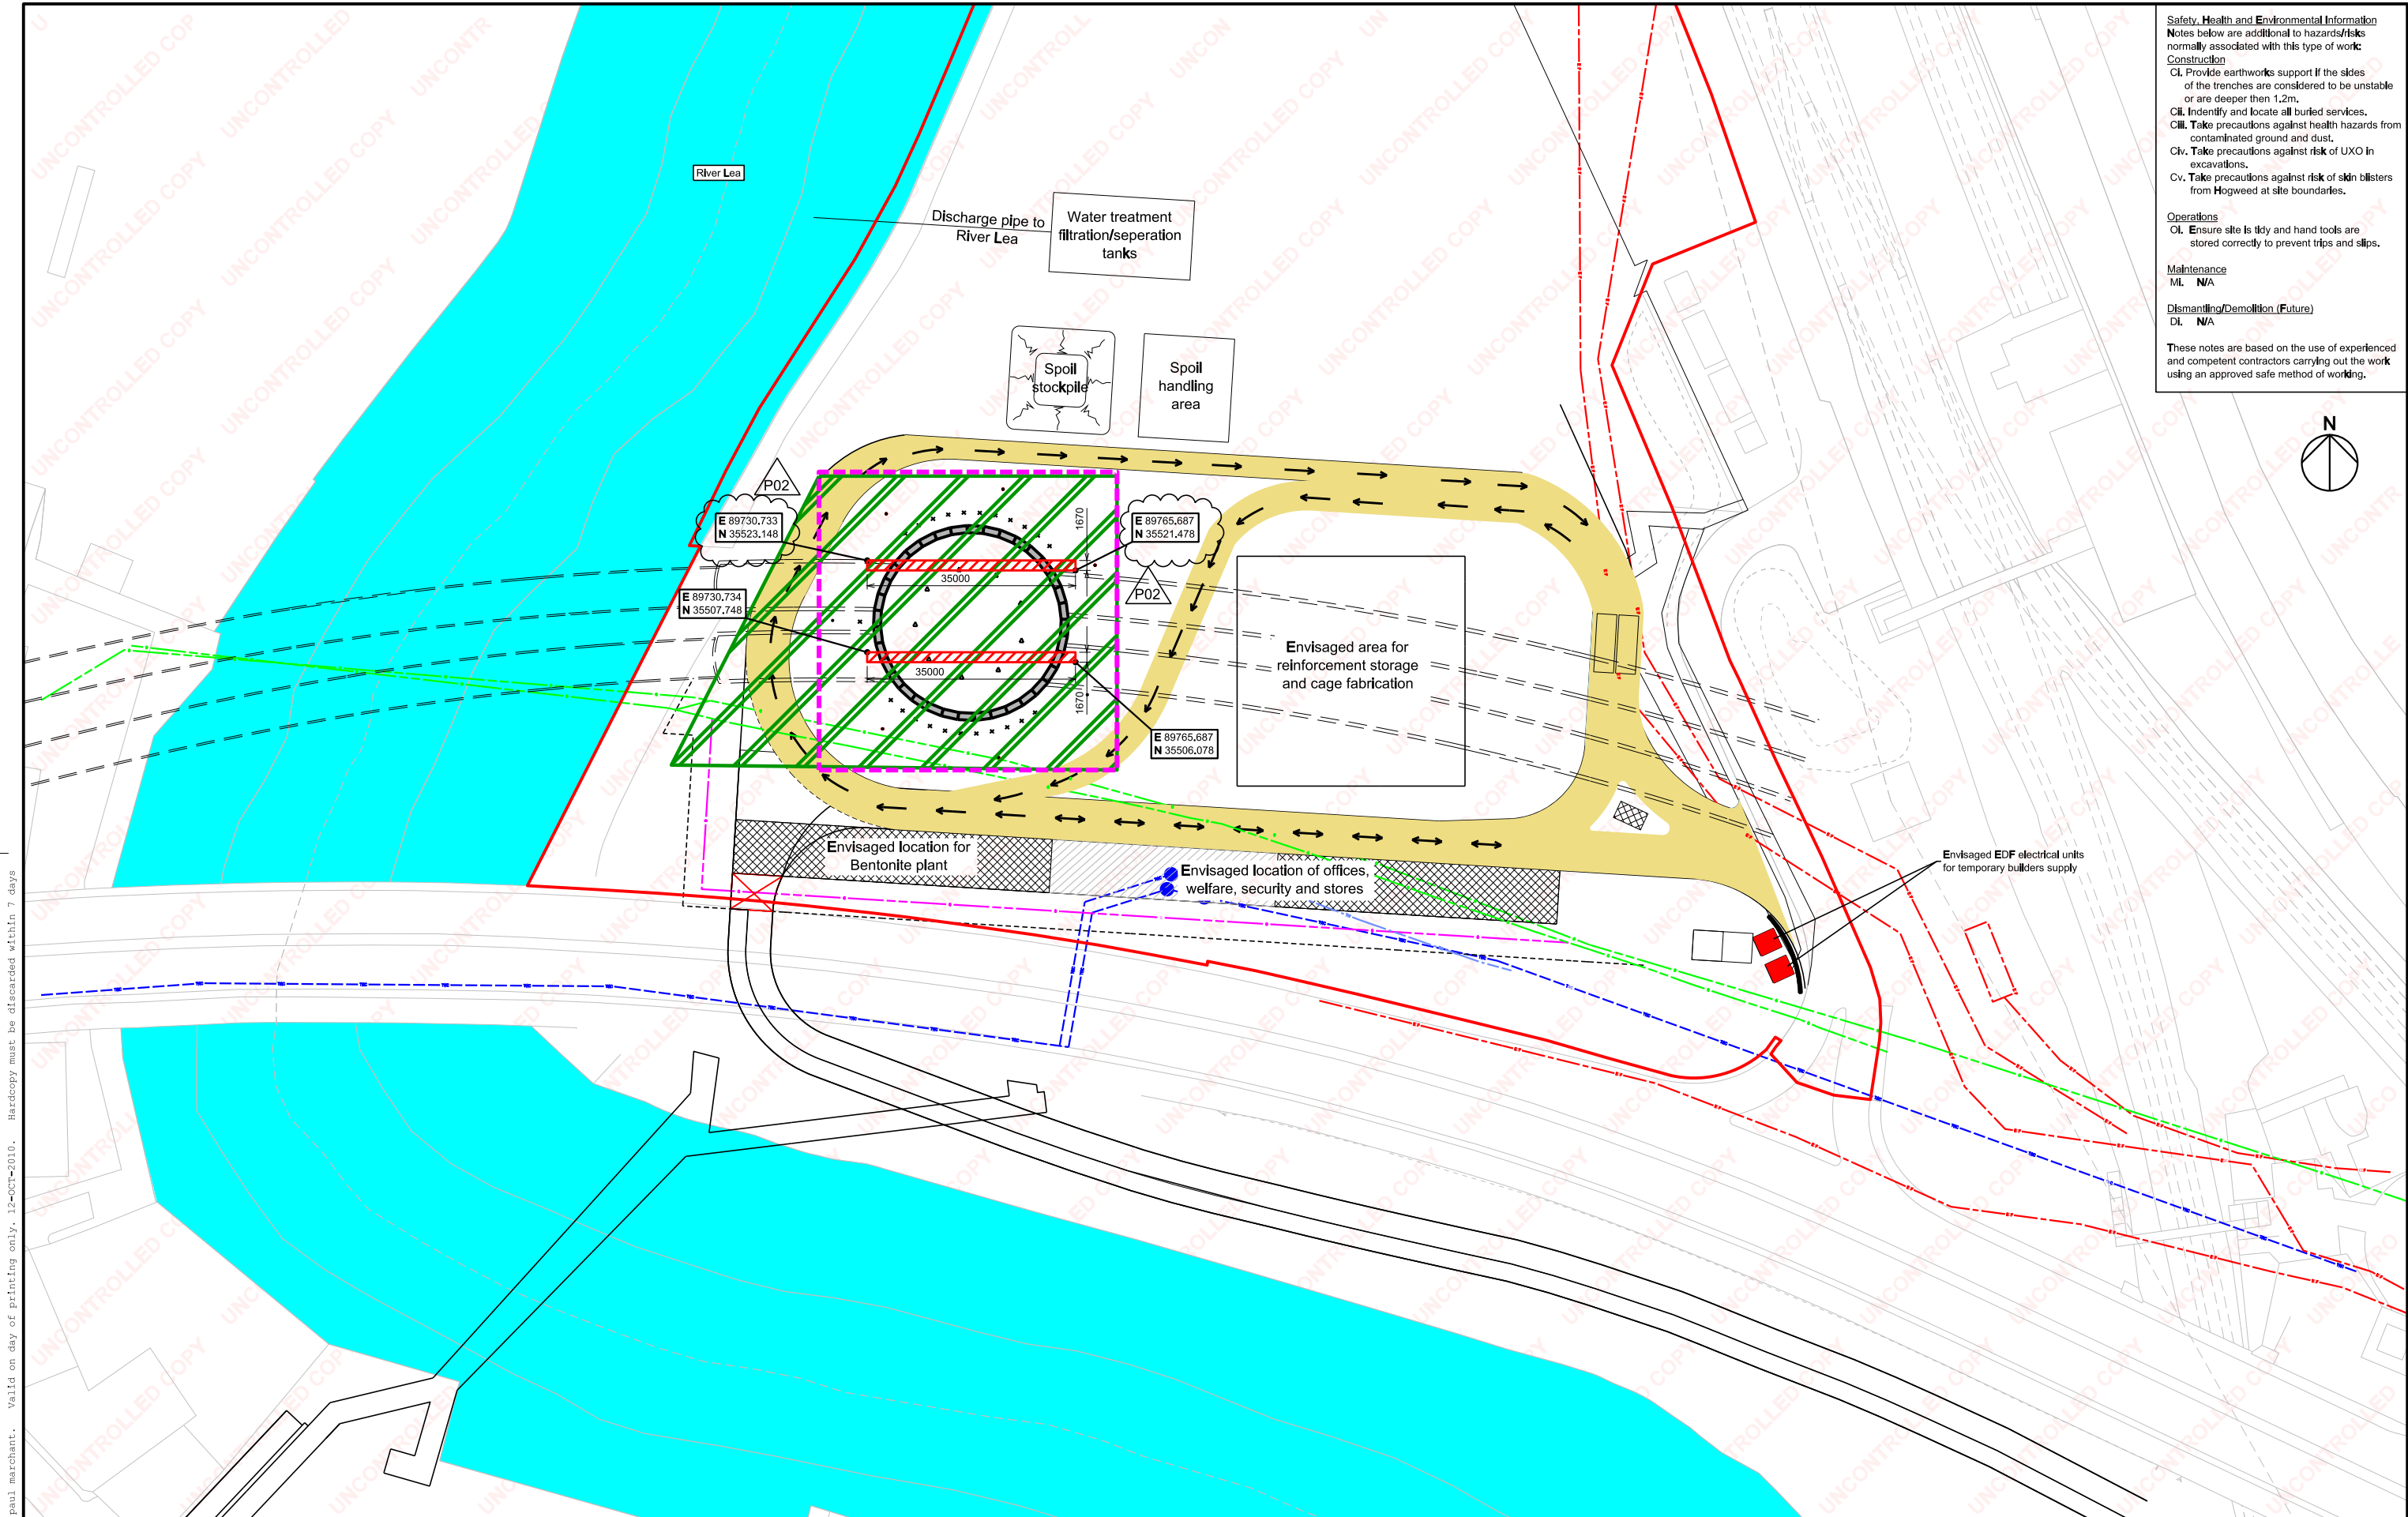 Safety, Health and Environmental Information
Notes below are additional to hazards/risks
normally associated with this type of work:
Construction
Ci. Provide earthworks support if the sides
of the trenches are considered to be unstable
or are deeper then 1.2m.
Cii. Indentify and locate all buried services.
Ciii. Take precautions against health hazards from
contaminated ground and dust.
Civ. Take precautions against risk of UXO in
excavations.
Cv. Take precautions against risk of skin blisters
from Hogweed at site boundaries.
Operations
Oi. Ensure site is tidy and hand tools are
stored correctly to prevent trips and slips.
Maintenance
Mi. N/A
Dismantling/Demolition (Future)
Di. N/A
These notes are based on the use of experienced
and competent contractors carrying out the work
using an approved safe method of working.
N
River Lea
Discharge pipe to
River Lea
Water treatment
filtration/seperation
tanks
Spoil
stockpile
Spoil
handling
area
P02
E 89730.733
N 35523.148
E 89765.687
N 35521.478
P02
1670
35000
E 89730.734
N 35507.748
35000
1670
E 89765.687
N 35506.078
Envisaged area for
reinforcement storage
and cage fabrication
Envisaged location for
Bentonite plant
Envisaged location of offices,
welfare, security and stores
Envisaged EDF electrical units
for temporary builders supply
paul marchant. Valid on day of printing only. 12-OCT-2010. Hardcopy must be discarded within 7 days
UNCONTROLLED COPY